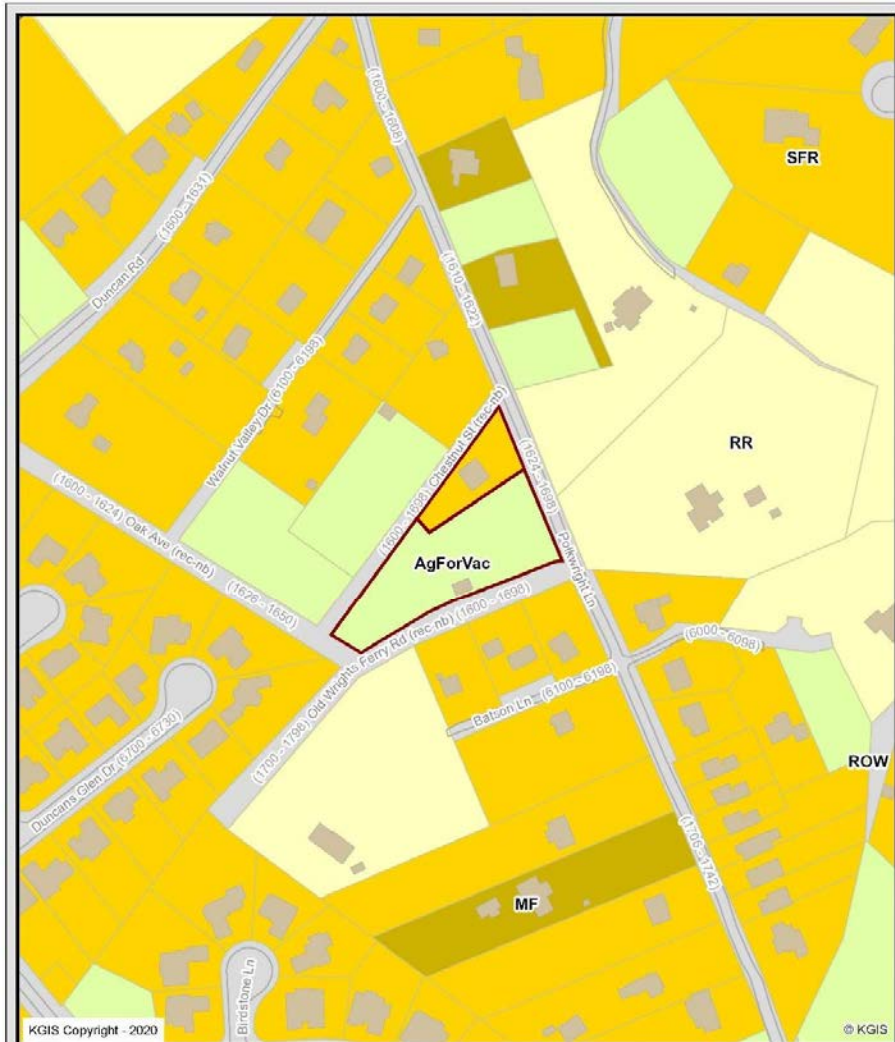 (1600 - 1608)
SFR
(1600 - 1631)
Duncan Rd
(1610 - 1622)
Walnut Valley Dr (6100 - 6198)
(1600 - 1698) Chestnut St (rec-nb)
(1624 - 1698)
RR
(1600 - 1624) Oak Ave (rec-nb)
(1626 - 1650)
AgForVac
Polkwright Ln
(1700 - 1798) Old Wrights Ferry Rd (rec nb) (1600 - 1698)
(6000 - 6098)
Batson Ln (6100 - 6198)
Duncans Glen Dr (6700 - 6730)
ROW
(1706 - 1742)
MF
Birdstone Ln
KGIS Copyright - 2020
© KGIS